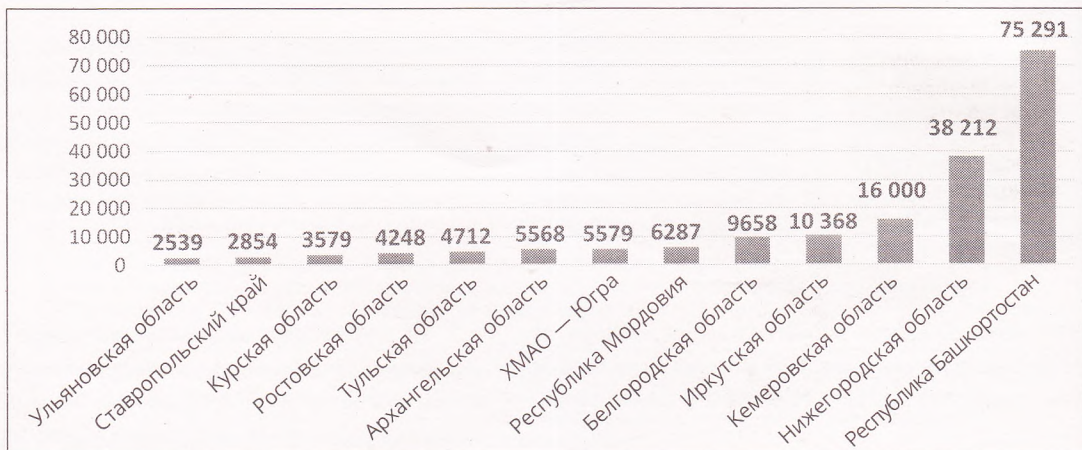 80 000
70 000
60 000
50 000
40 000
30 000
20 000
10 000
0
2539
2854
3579
4248
4712
5568
5579
6287
9658
10 368
16 000
38 212
75 291
Ульяновская область
Ставропольский край
Курская область
Ростовская область
Тульская область
Архангельская область
ХМАО — Югра
Республика Мордовия
Белгородская область
Иркутская область
Кемеровская область
Нижегородская область
Республика Башкортостан